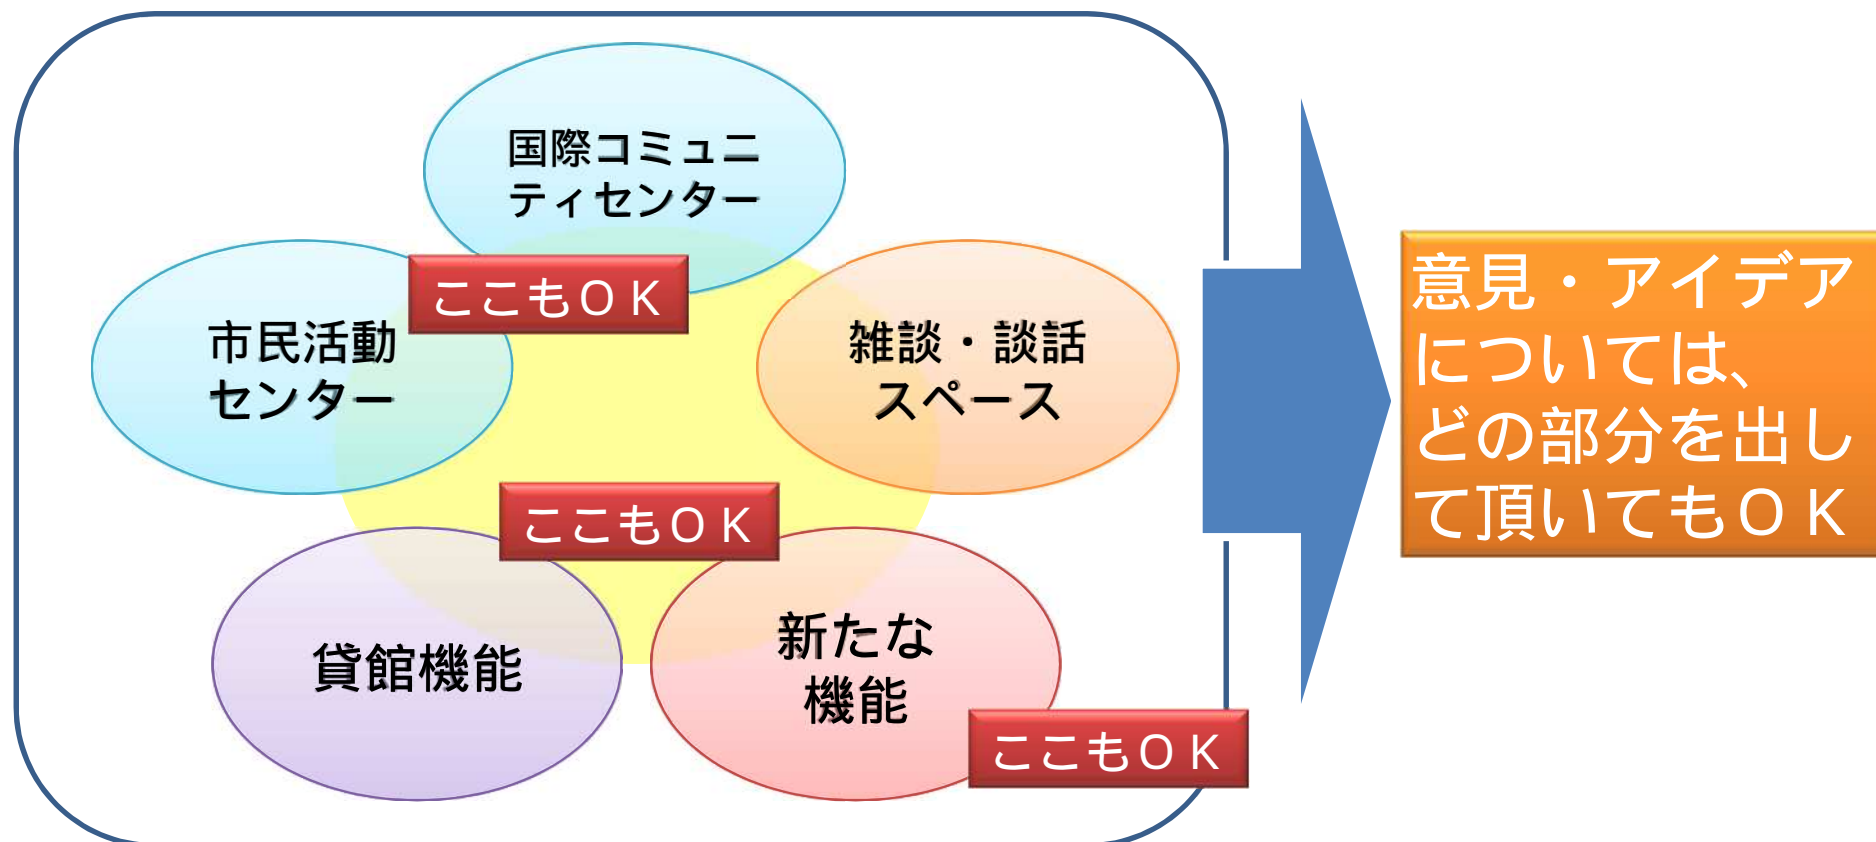 国際コミュニ
ティセンター
ここもＯＫ
市民活動
センター
雑談・談話
スペース
ここもＯＫ
貸館機能
新たな
機能
ここもＯＫ
意見・アイデア
については、
どの部分を出し
て頂いてもＯＫ